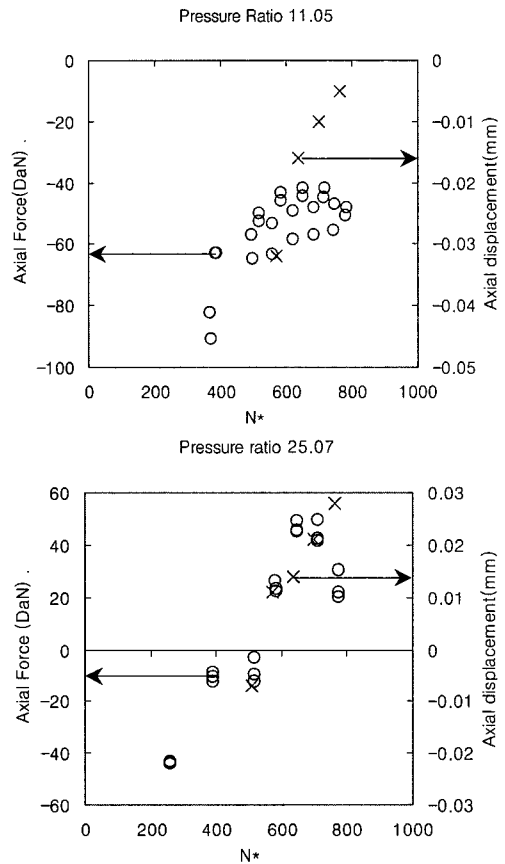 Pressure Ratio 11.05
0
-20
-40
-60
-80
-100
Axial Force(DaN) .
0
-0.01
-0.02
-0.03
-0.04
-0.05
Axial displacement(mm)
0 200 400 600 800 1000
N*
Pressure ratio 25.07
60
40
20
0
-20
-40
-60
Axial Force (DaN) .
0.03
0.02
0.01
0
-0.01
-0.02
-0.03
Axial displacement(mm)
0 200 400 600 800 1000
N*